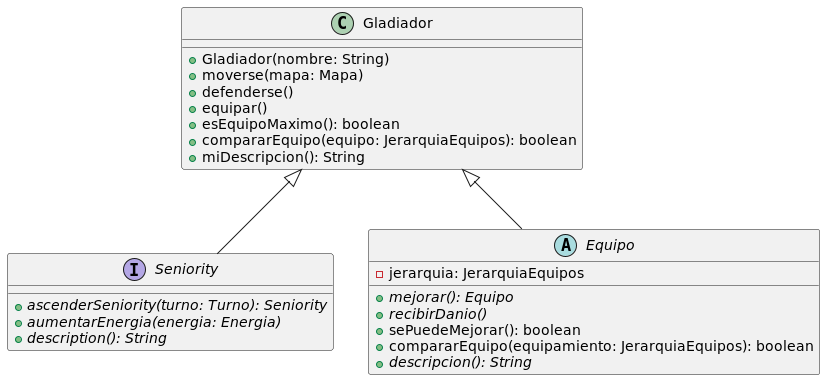 C Gladiador
Gladiador(nombre: String)
moverse(mapa: Mapa)
defenderse()
equipar()
esEquipoMaximo(): boolean
compararEquipo(equipo: JerarquiaEquipos): boolean
miDescripcion(): String
I Seniority
ascenderSeniority(turno: Turno): Seniority
aumentarEnergia(energia: Energia)
description(): String
A Equipo
jerarquia: JerarquiaEquipos
mejorar(): Equipo
recibirDanio()
sePuedeMejorar(): boolean
compararEquipo(equipamiento: JerarquiaEquipos): boolean
descripcion(): String